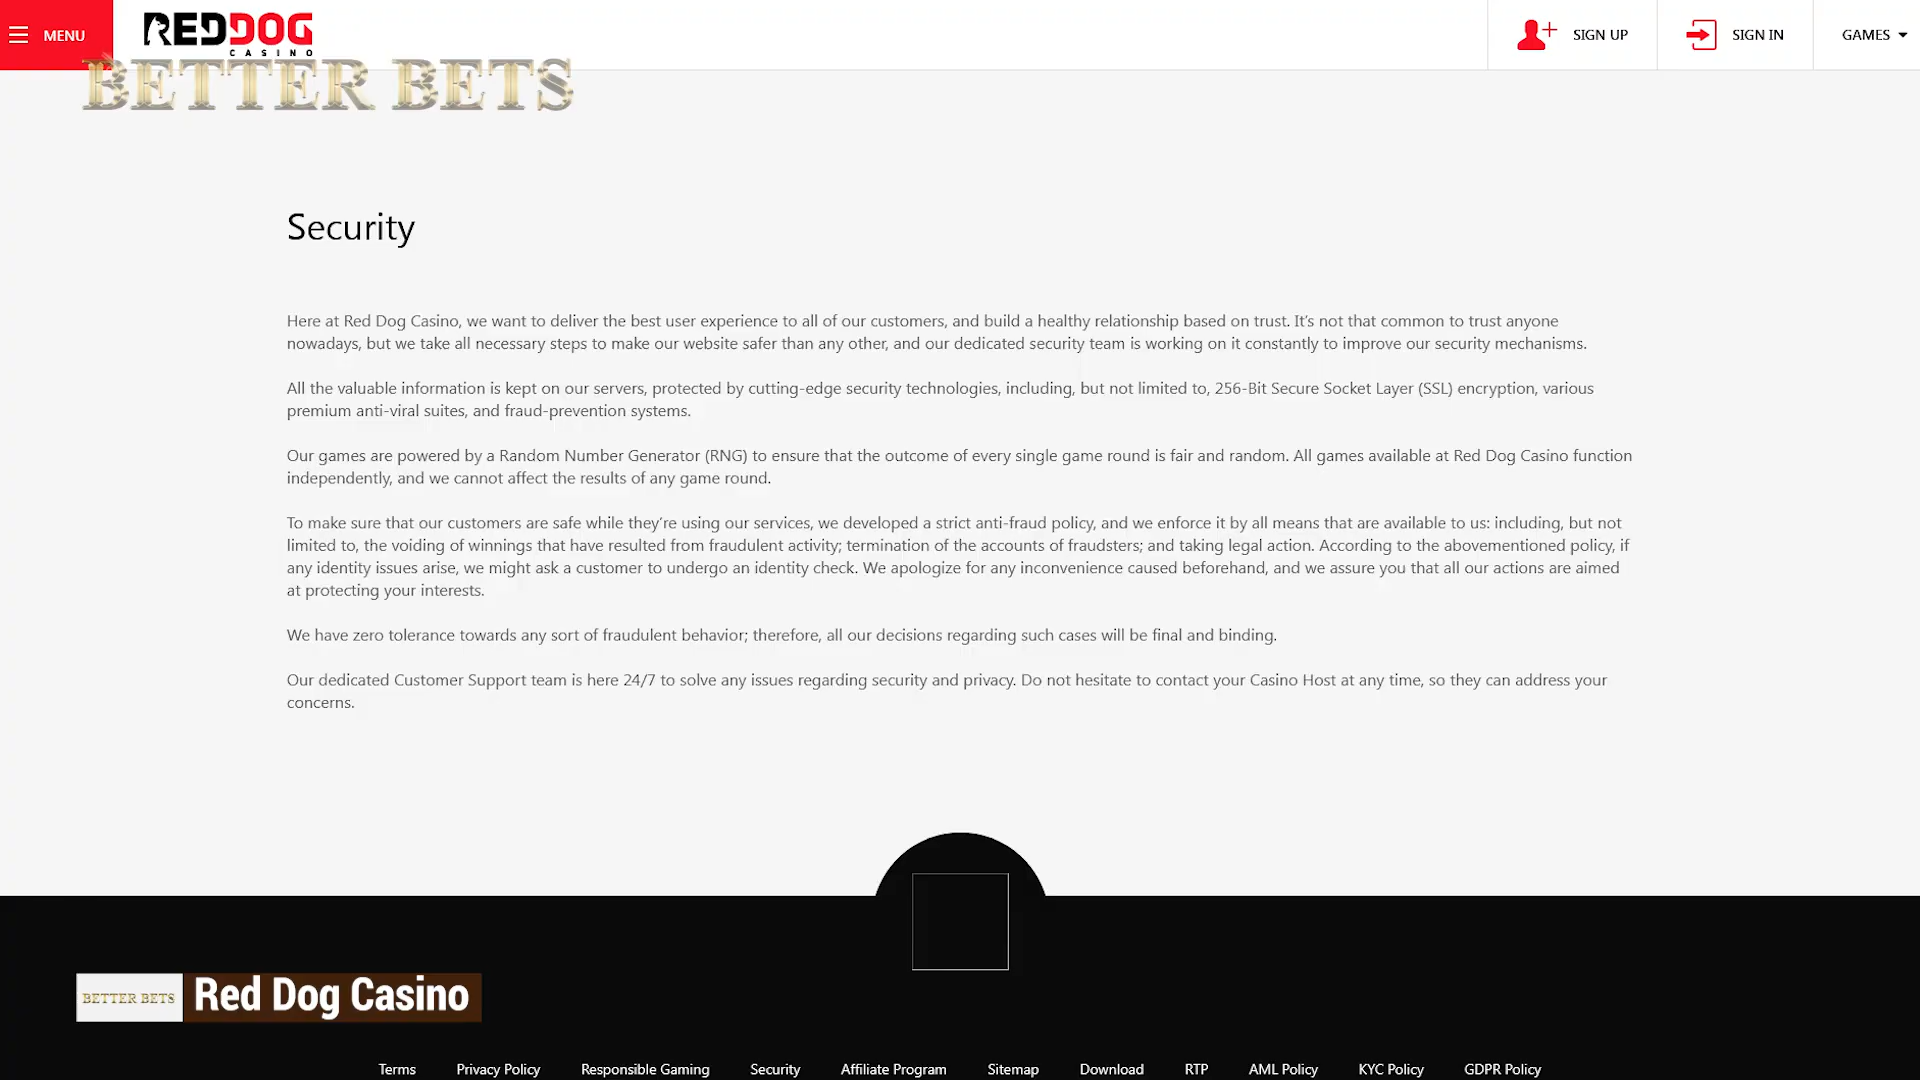 MENU
REDDOG
CASINO
SIGN UP
SIGN IN
GAMES
BETTER BETS
Security
Here at Red Dog Casino, we want to deliver the best user experience to all of our customers, and build a healthy relationship based on trust. It’s not that common to trust anyone
nowadays, but we take all necessary steps to make our website safer than any other, and our dedicated security team is working on it constantly to improve our security mechanisms.
All the valuable information is kept on our servers, protected by cutting-edge security technologies, including, but not limited to, 256-Bit Secure Socket Layer (SSL) encryption, various
premium anti-viral suites, and fraud-prevention systems.
Our games are powered by a Random Number Generator (RNG) to ensure that the outcome of every single game round is fair and random. All games available at Red Dog Casino function
independently, and we cannot affect the results of any game round.
To make sure that our customers are safe while they’re using our services, we developed a strict anti-fraud policy, and we enforce it by all means that are available to us: including, but not
limited to, the voiding of winnings that have resulted from fraudulent activity; termination of the accounts of fraudsters; and taking legal action. According to the abovementioned policy, if
any identity issues arise, we might ask a customer to undergo an identity check. We apologize for any inconvenience caused beforehand, and we assure you that all our actions are aimed
at protecting your interests.
We have zero tolerance towards any sort of fraudulent behavior; therefore, all our decisions regarding such cases will be final and binding.
Our dedicated Customer Support team is here 24/7 to solve any issues regarding security and privacy. Do not hesitate to contact your Casino Host at any time, so they can address your
concerns.
BETTER BETS
Red Dog Casino
Terms
Privacy Policy
Responsible Gaming
Security
Affiliate Program
Sitemap
Download
RTP
AML Policy
KYC Policy
GDPR Policy